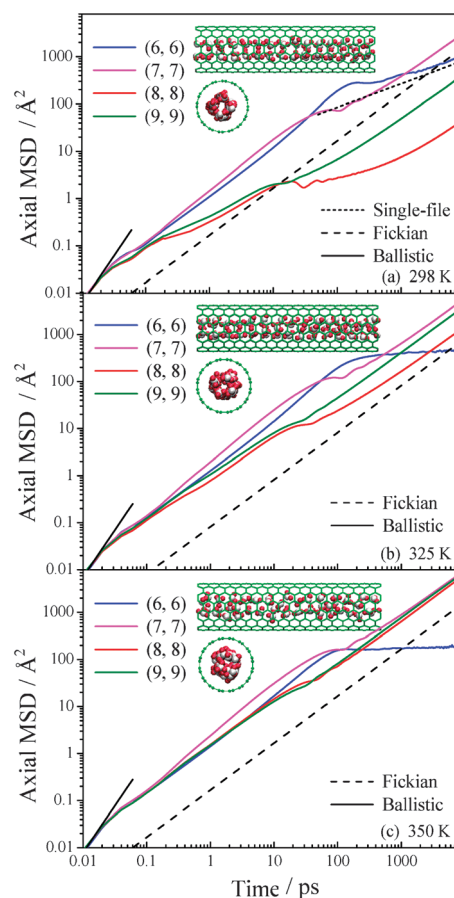 1000
100
10
1
0.1
0.01
Axial MSD / Å²
(6, 6)
(7, 7)
(8, 8)
(9, 9)
Single-file
Fickian
Ballistic
(a) 298 K
1000
100
10
1
0.1
0.01
Axial MSD / Å²
(6, 6)
(7, 7)
(8, 8)
(9, 9)
Fickian
Ballistic
(b) 325 K
1000
100
10
1
0.1
0.01
Axial MSD / Å²
(6, 6)
(7, 7)
(8, 8)
(9, 9)
Fickian
Ballistic
(c) 350 K
0.01 0.1 1 10 100 1000
Time / ps